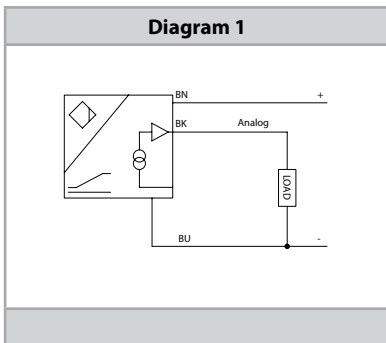 Diagram 1
BN +
BK Analog
LOAD
BU -